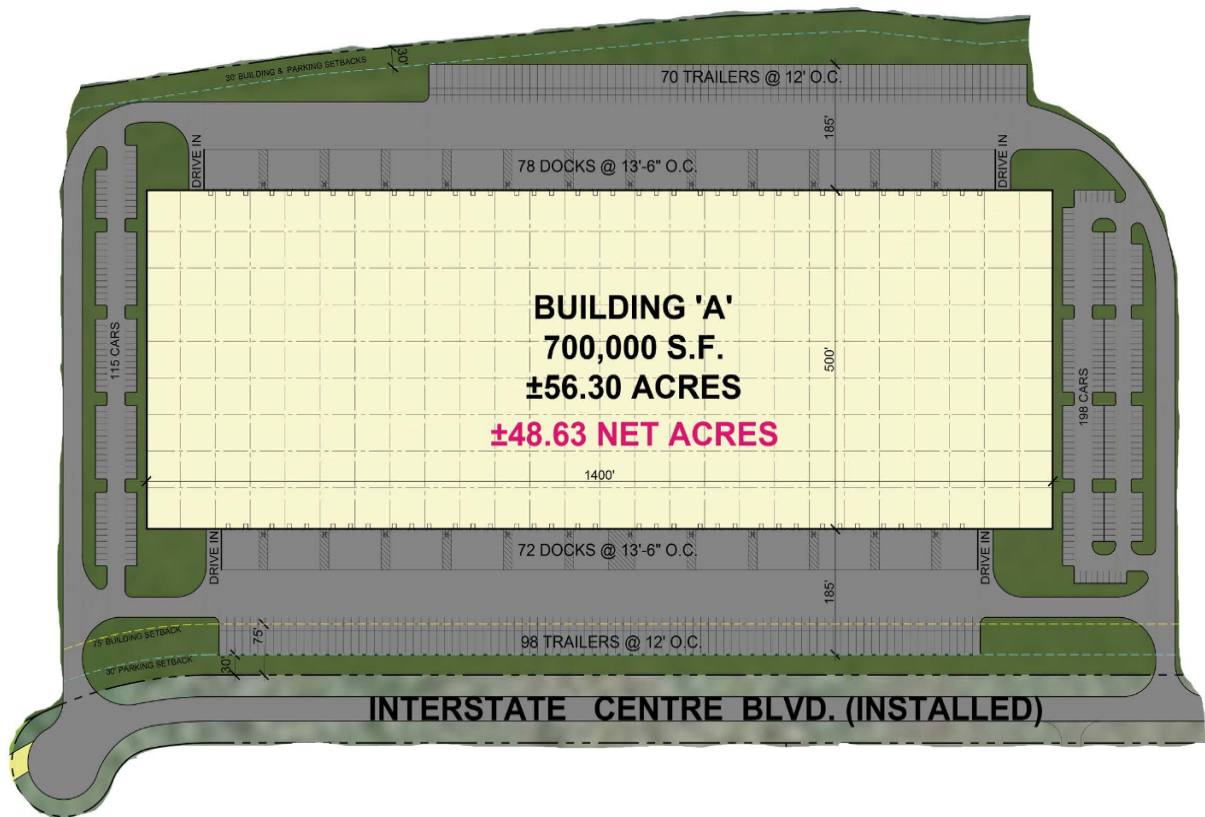 30' BUILDING & PARKING SETBACKS
30'
70 TRAILERS @ 12' O.C.
185'
DRIVE IN
78 DOCKS @ 13'-6" O.C.
DRIVE IN
BUILDING 'A'
700,000 S.F.
±56.30 ACRES
±48.63 NET ACRES
115 CARS
500'
198 CARS
1400'
DRIVE IN
72 DOCKS @ 13'-6" O.C.
DRIVE IN
185'
75' BUILDING SETBACK
75'
98 TRAILERS @ 12' O.C.
30' PARKING SETBACK
30'
INTERSTATE CENTRE BLVD. (INSTALLED)